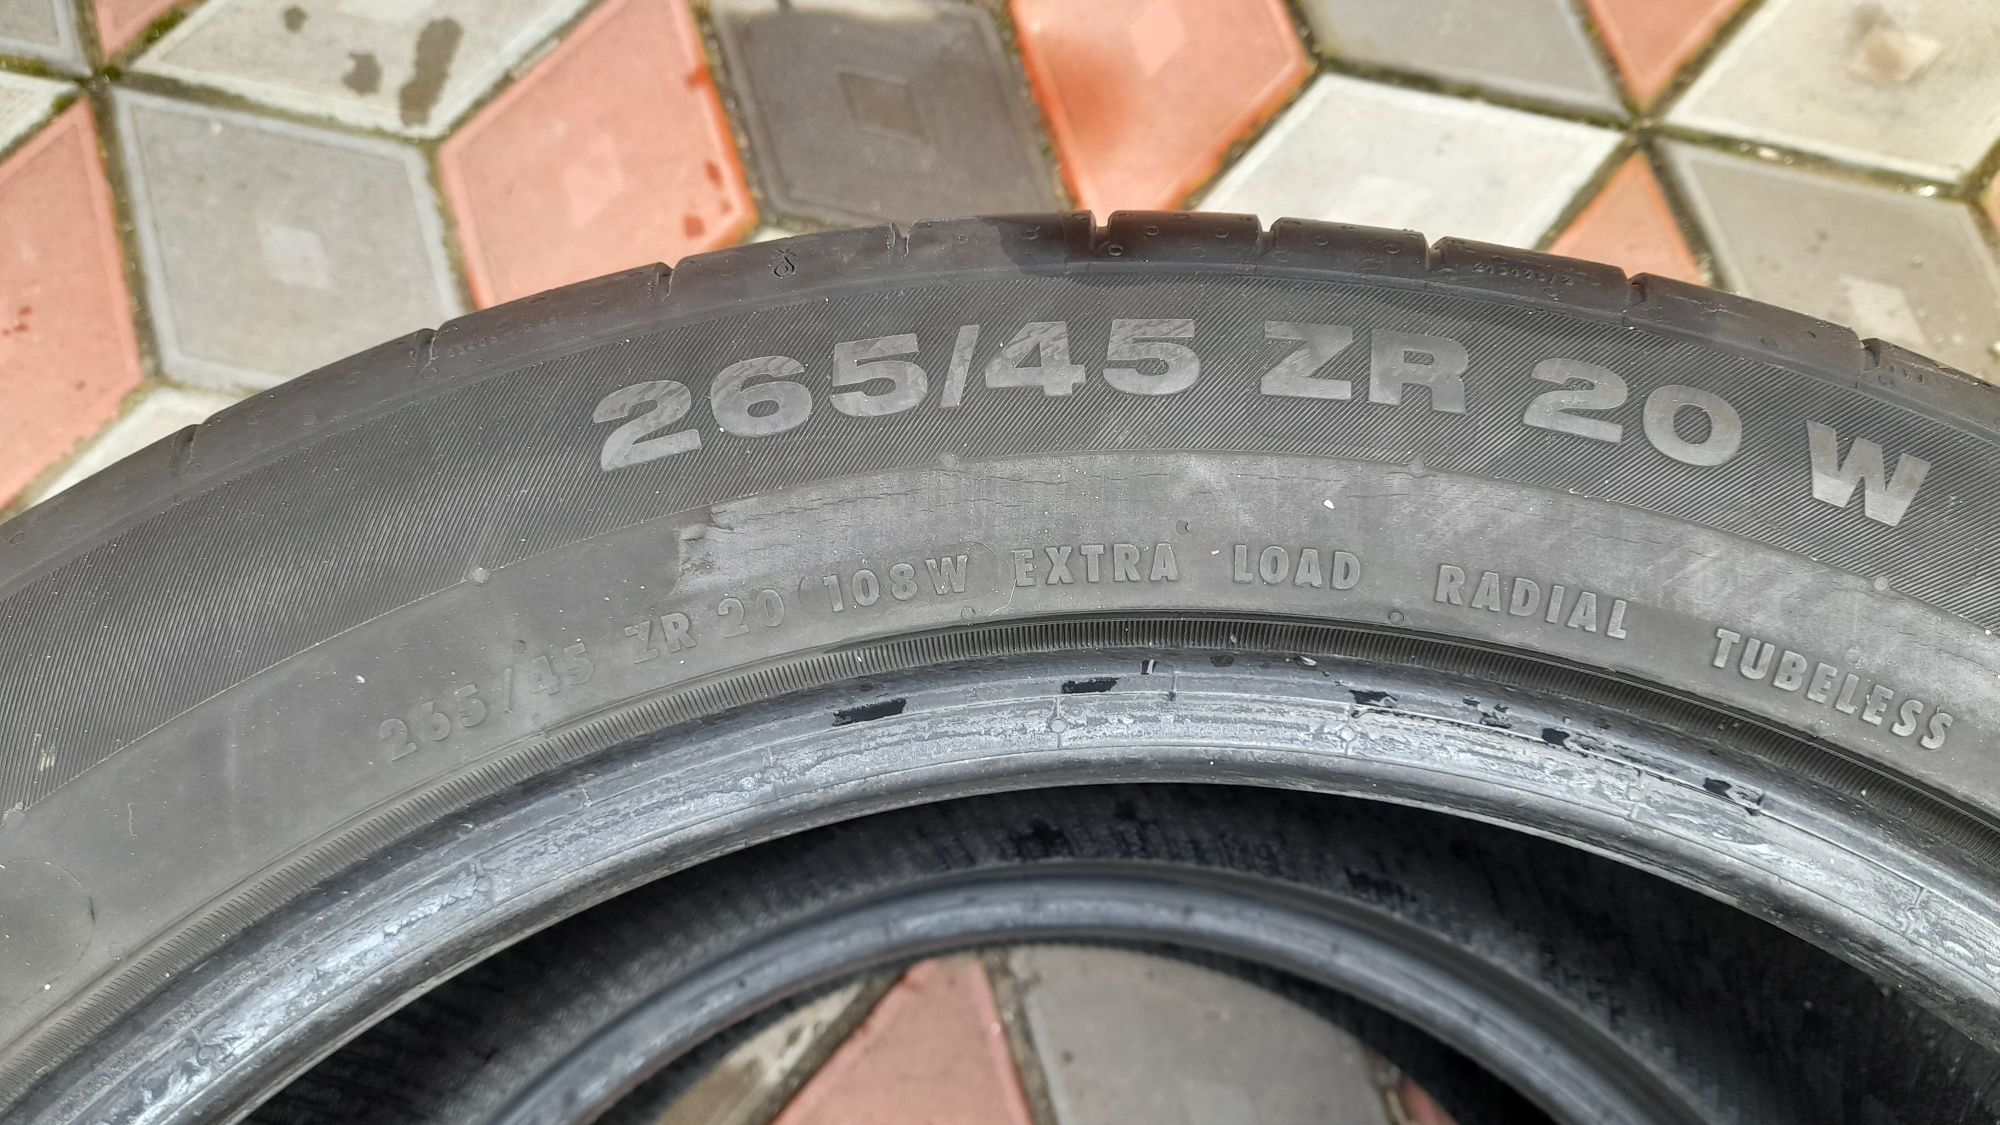 265/45 ZR 20 W
265/45 ZR 20 108W EXTRA LOAD RADIAL TUBELESS